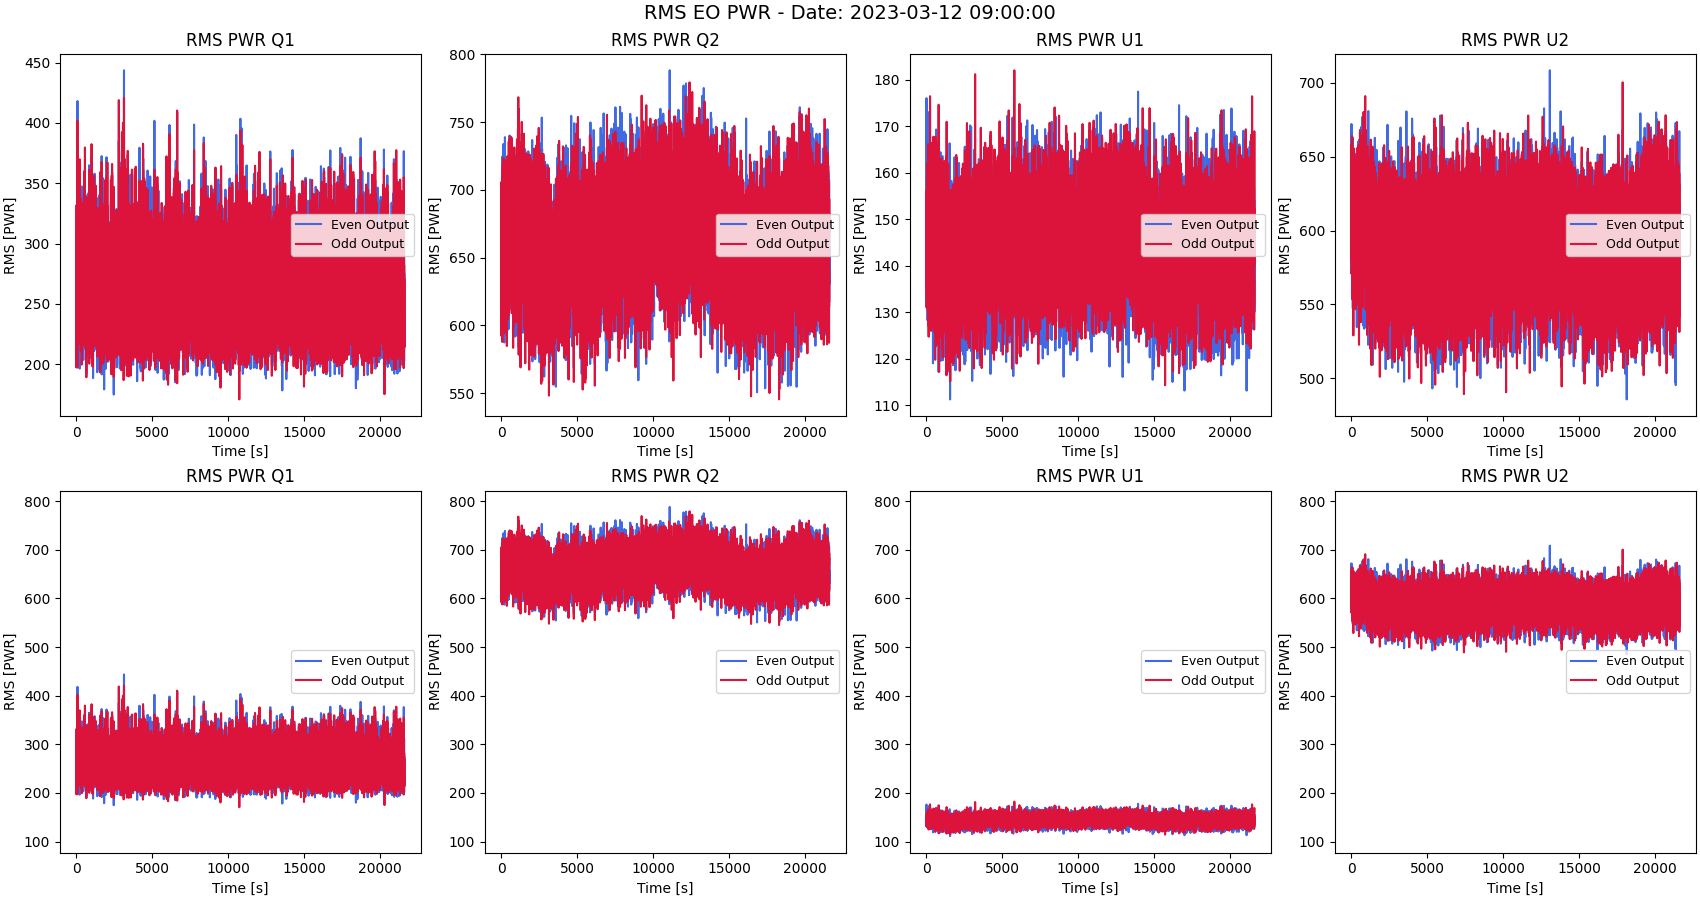 RMS EO PWR - Date: 2023-03-12 09:00:00
RMS PWR Q1
RMS [PWR]
450
400
350
300
250
200
Even Output
Odd Output
0 5000 10000 15000 20000
Time [s]
RMS PWR Q2
RMS [PWR]
800
750
700
650
600
550
Even Output
Odd Output
0 5000 10000 15000 20000
Time [s]
RMS PWR U1
RMS [PWR]
180
170
160
150
140
130
120
110
Even Output
Odd Output
0 5000 10000 15000 20000
Time [s]
RMS PWR U2
RMS [PWR]
700
650
600
550
500
Even Output
Odd Output
0 5000 10000 15000 20000
Time [s]
RMS PWR Q1
RMS [PWR]
800
700
600
500
400
300
200
100
Even Output
Odd Output
0 5000 10000 15000 20000
Time [s]
RMS PWR Q2
RMS [PWR]
800
700
600
500
400
300
200
100
Even Output
Odd Output
0 5000 10000 15000 20000
Time [s]
RMS PWR U1
RMS [PWR]
800
700
600
500
400
300
200
100
Even Output
Odd Output
0 5000 10000 15000 20000
Time [s]
RMS PWR U2
RMS [PWR]
800
700
600
500
400
300
200
100
Even Output
Odd Output
0 5000 10000 15000 20000
Time [s]